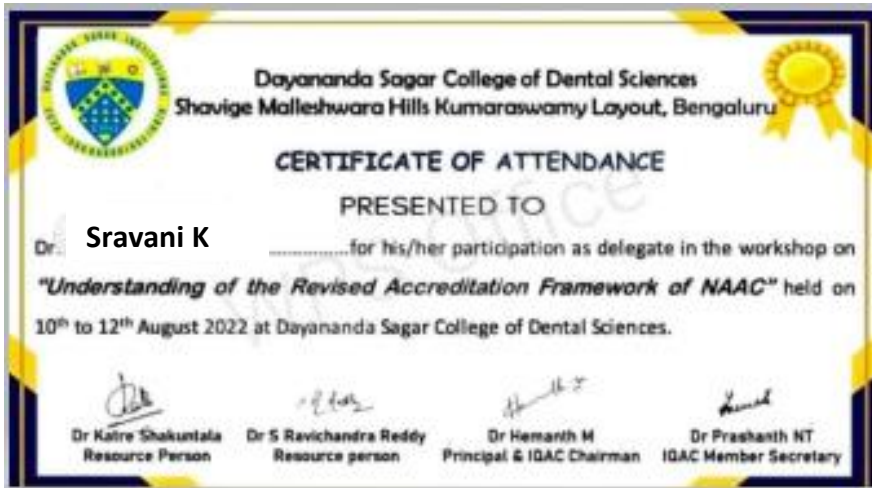 Dayananda Sagar College of Dental Sciences
Shavige Malleshwara Hills Kumaraswamy Layout, Bengaluru
CERTIFICATE OF ATTENDANCE
PRESENTED TO
Dr. Sravani K ..................for his/her participation as delegate in the workshop on
"Understanding of the Revised Accreditation Framework of NAAC" held on
10th to 12th August 2022 at Dayananda Sagar College of Dental Sciences.
Dr Katre Shakuntala
Resource Person
Dr S Ravichandra Reddy
Resource person
Dr Hemanth M
Principal & IQAC Chairman
Dr Prashanth NT
IQAC Member Secretary
WPS Office